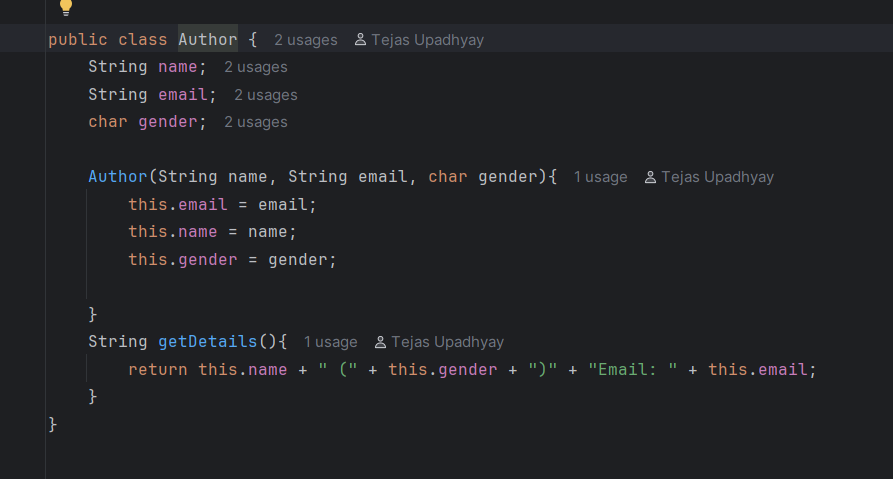 public class Author { 2 usages Tejas Upadhyay
String name; 2 usages
String email; 2 usages
char gender; 2 usages
Author(String name, String email, char gender){ 1 usage Tejas Upadhyay
this.email = email;
this.name = name;
this.gender = gender;
}
String getDetails(){ 1 usage Tejas Upadhyay
return this.name + " (" + this.gender + ")" + "Email: " + this.email;
}
}